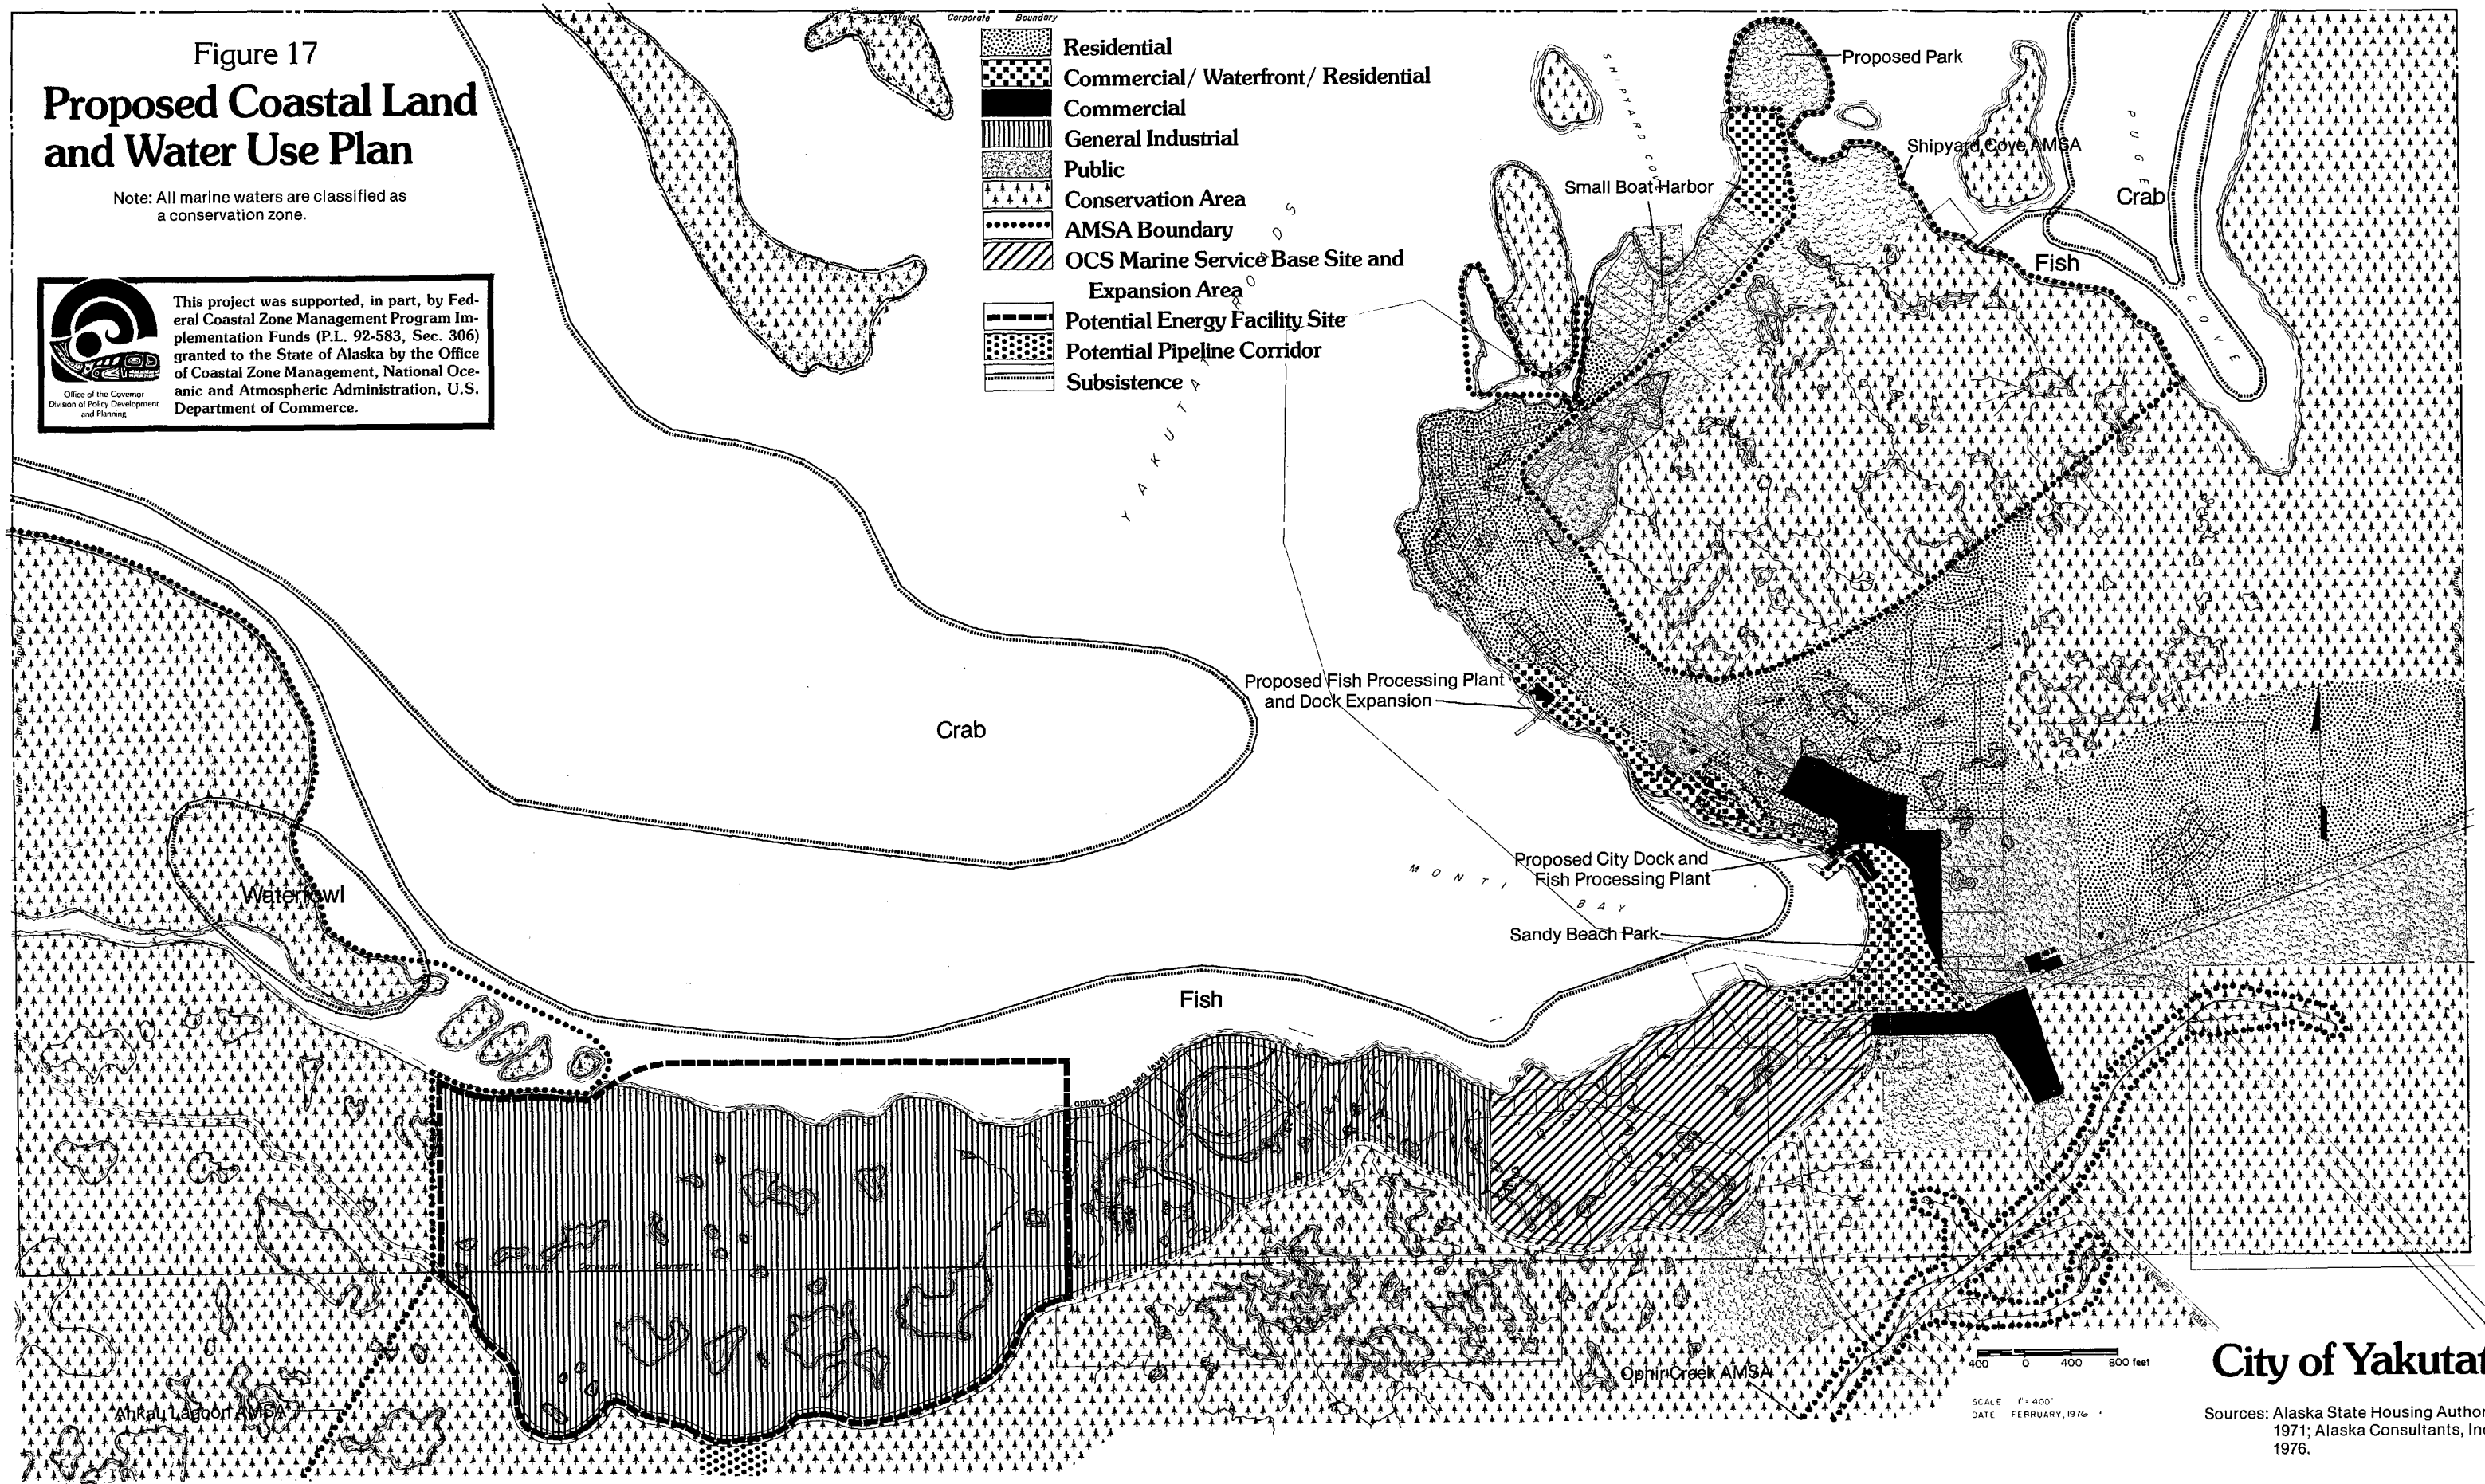 Figure 17
Proposed Coastal Land
and Water Use Plan
Note: All marine waters are classified as
a conservation zone.
Office of the Governor
Division of Policy Development
and Planning
This project was supported, in part, by Fed-
eral Coastal Zone Management Program Im-
plementation Funds (P.L. 92-583, Sec. 306)
granted to the State of Alaska by the Office
of Coastal Zone Management, National Oce-
anic and Atmospheric Administration, U.S.
Department of Commerce.
Yakutat Corporate Boundary
Residential
Commercial/ Waterfront/ Residential
Commercial
General Industrial
Public
Conservation Area
AMSA Boundary
OCS Marine Service Base Site and
Expansion Area
Potential Energy Facility Site
Potential Pipeline Corridor
Subsistence
SHIPYARD COVE
Proposed Park
Shipyard Cove AMSA
Small Boat Harbor
PUGET COVE
Crab
Fish
YAKUTAT ROADS
Proposed Fish Processing Plant
and Dock Expansion
Crab
Proposed City Dock and
Fish Processing Plant
MONTI
BAY
Sandy Beach Park
Waterfowl
Fish
approx. mean sea level
Yakutat Corporate Boundary
Ophir Creek AMSA
Ankau Lagoon AMSA
400 0 400 800 feet
SCALE 1"=400'
DATE FEBRUARY, 1976
City of Yakutat
Sources: Alaska State Housing Author
1971; Alaska Consultants, Inc
1976.